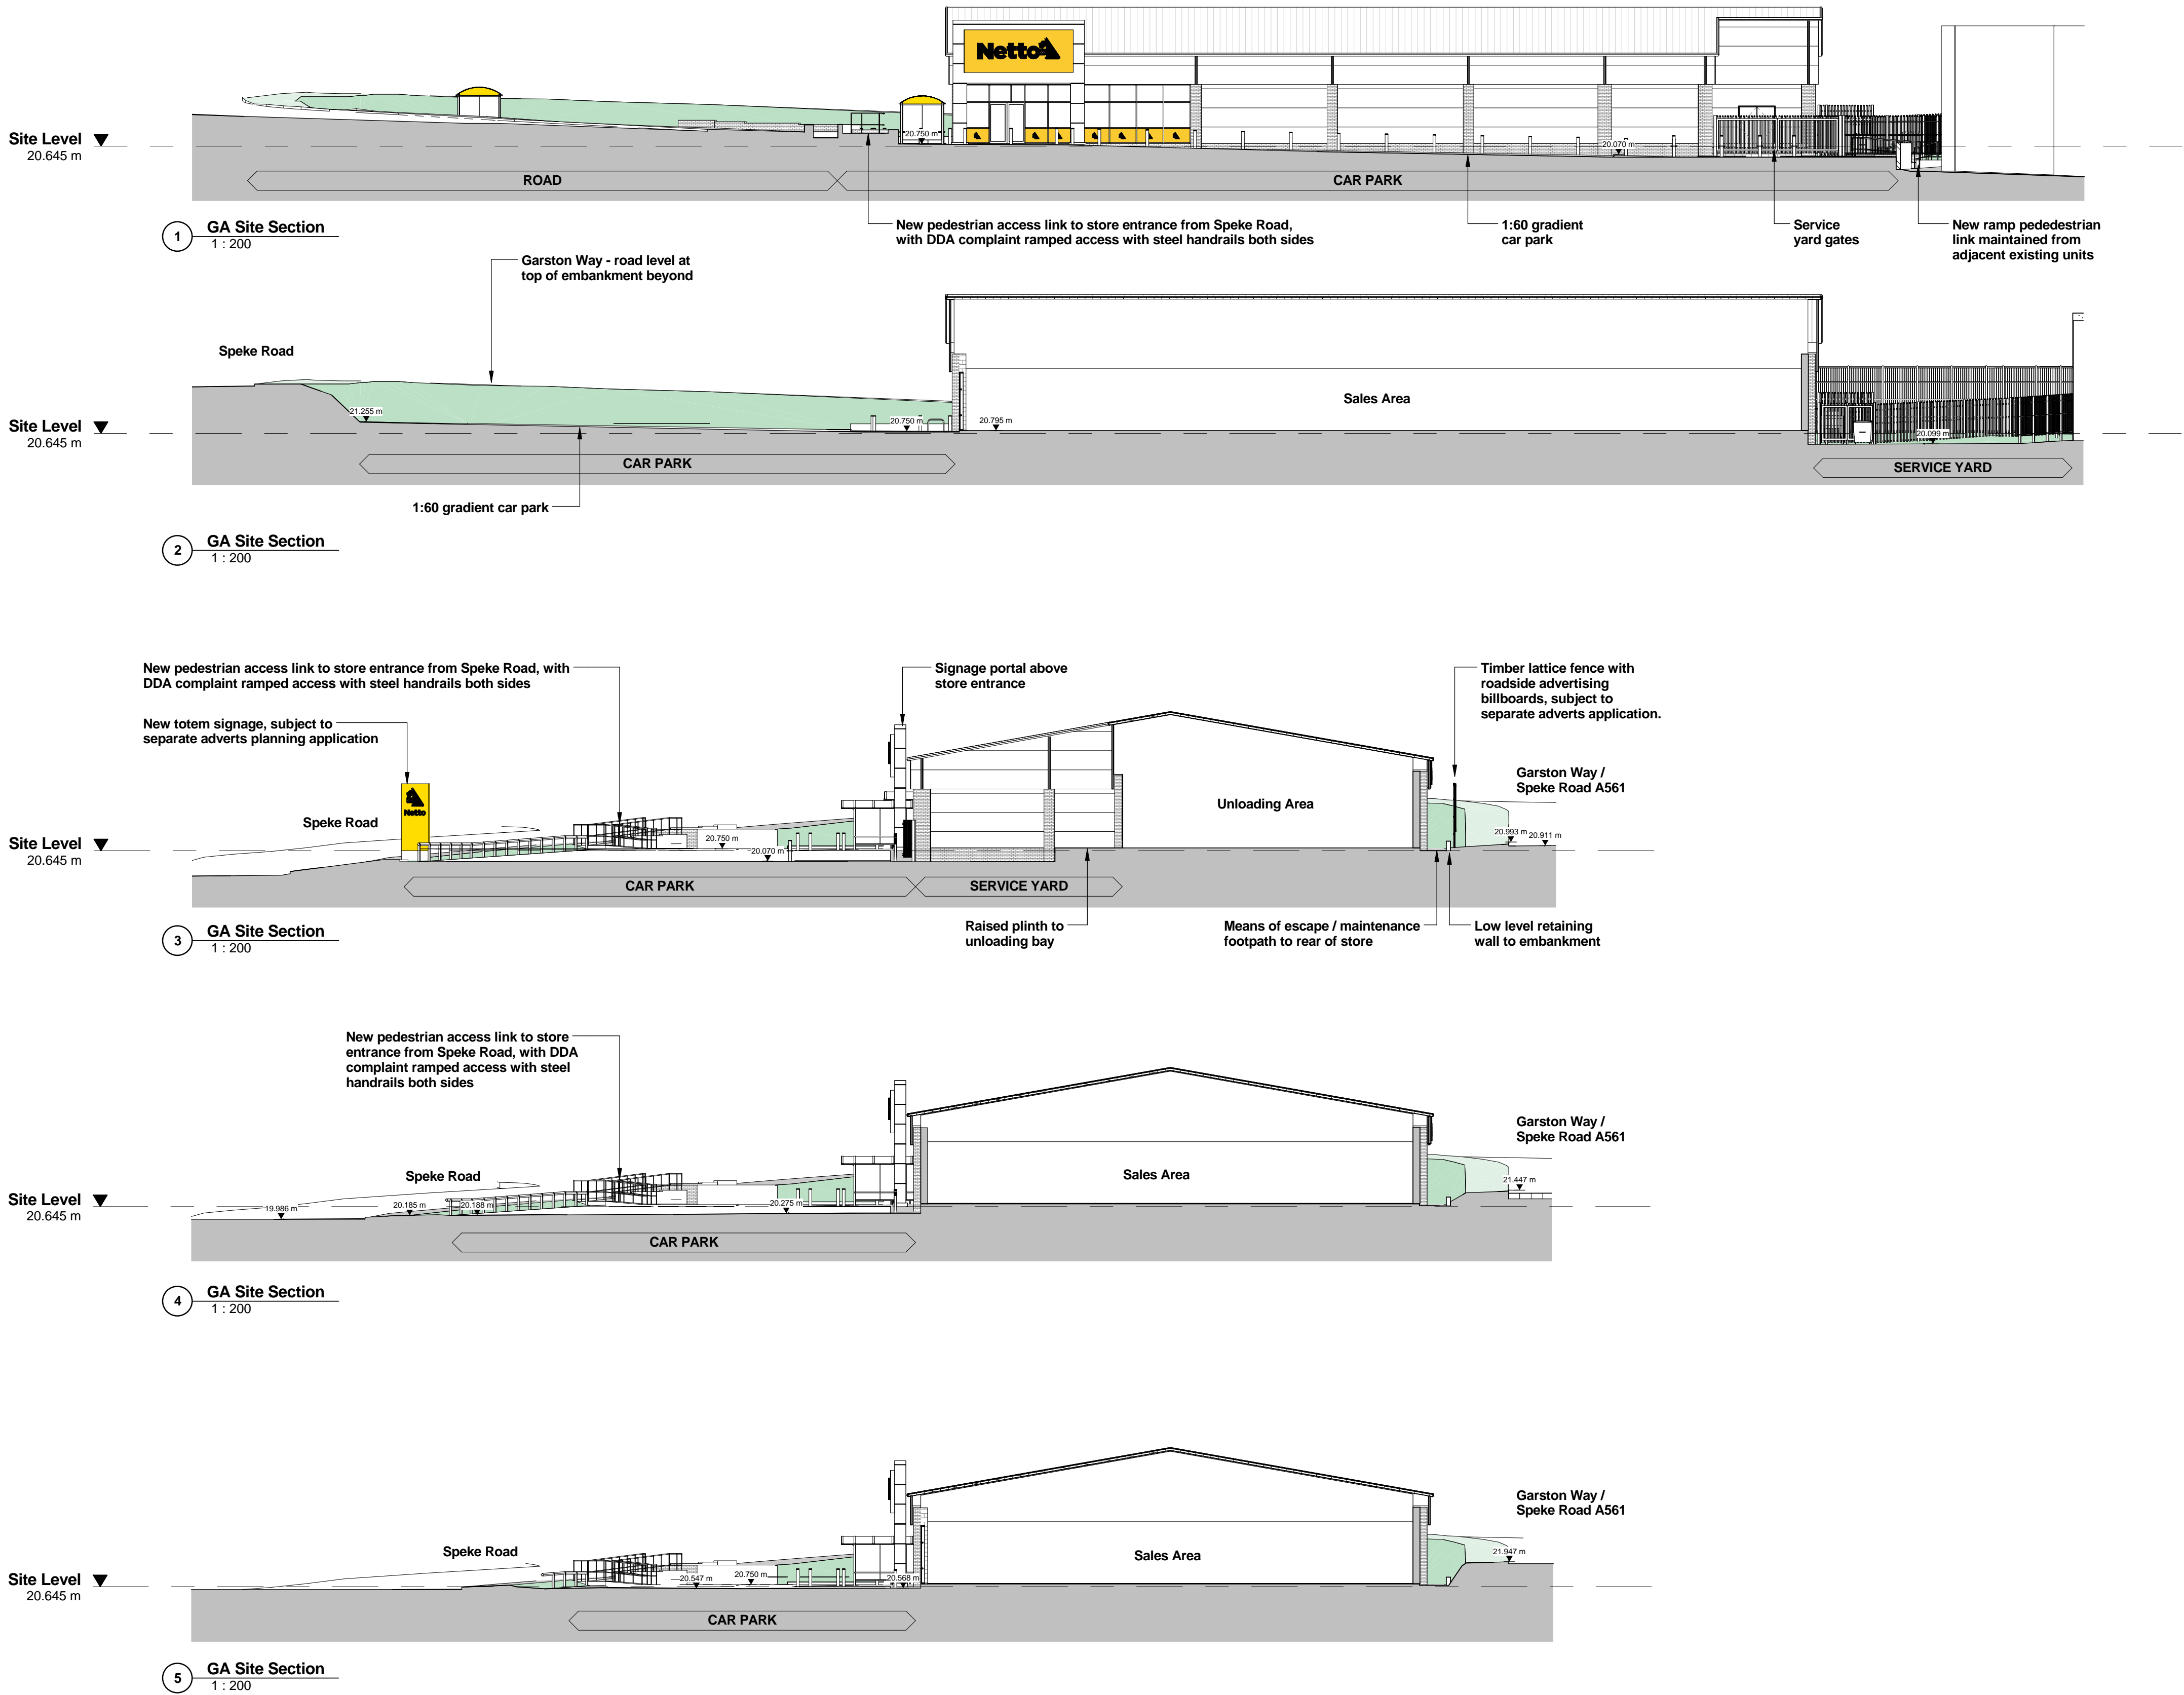 Netto
Site Level
20.645 m
20.750 m
20.070 m
ROAD
CAR PARK
1
GA Site Section
1 : 200
New pedestrian access link to store entrance from Speke Road,
with DDA complaint ramped access with steel handrails both sides
1:60 gradient
car park
Service
yard gates
New ramp pededestrian
link maintained from
adjacent existing units
Garston Way - road level at
top of embankment beyond
Speke Road
Sales Area
21.255 m
20.750 m
20.795 m
Site Level
20.645 m
20.099 m
CAR PARK
SERVICE YARD
1:60 gradient car park
2
GA Site Section
1 : 200
New pedestrian access link to store entrance from Speke Road, with
DDA complaint ramped access with steel handrails both sides
New totem signage, subject to
separate adverts planning application
Signage portal above
store entrance
Timber lattice fence with
roadside advertising
billboards, subject to
separate adverts application.
Garston Way /
Speke Road A561
Netto
Speke Road
Unloading Area
Site Level
20.645 m
20.750 m
20.070 m
20.993 m
20.911 m
CAR PARK
SERVICE YARD
Raised plinth to
unloading bay
Means of escape / maintenance
footpath to rear of store
Low level retaining
wall to embankment
3
GA Site Section
1 : 200
New pedestrian access link to store
entrance from Speke Road, with DDA
complaint ramped access with steel
handrails both sides
Garston Way /
Speke Road A561
Speke Road
Sales Area
21.447 m
Site Level
20.645 m
19.986 m
20.185 m
20.188 m
20.275 m
CAR PARK
4
GA Site Section
1 : 200
Garston Way /
Speke Road A561
Speke Road
Sales Area
21.947 m
Site Level
20.645 m
20.547 m
20.750 m
20.568 m
CAR PARK
5
GA Site Section
1 : 200